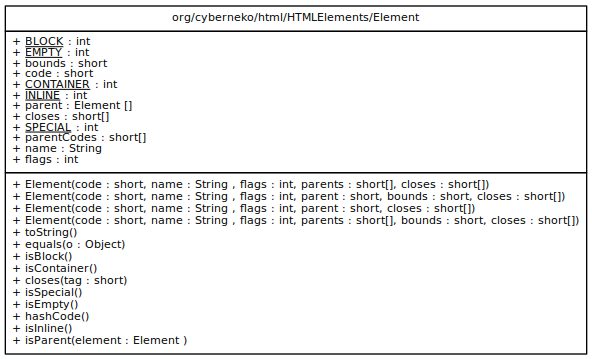 org/cyberneko/html/HTMLElements/Element
+ BLOCK : int
+ EMPTY : int
+ bounds : short
+ code : short
+ CONTAINER : int
+ INLINE : int
+ parent : Element []
+ closes : short[]
+ SPECIAL : int
+ parentCodes : short[]
+ name : String
+ flags : int
+ Element(code : short, name : String , flags : int, parents : short[], closes : short[])
+ Element(code : short, name : String , flags : int, parent : short, bounds : short, closes : short[])
+ Element(code : short, name : String , flags : int, parent : short, closes : short[])
+ Element(code : short, name : String , flags : int, parents : short[], bounds : short, closes : short[])
+ toString()
+ equals(o : Object)
+ isBlock()
+ isContainer()
+ closes(tag : short)
+ isSpecial()
+ isEmpty()
+ hashCode()
+ isInline()
+ isParent(element : Element )